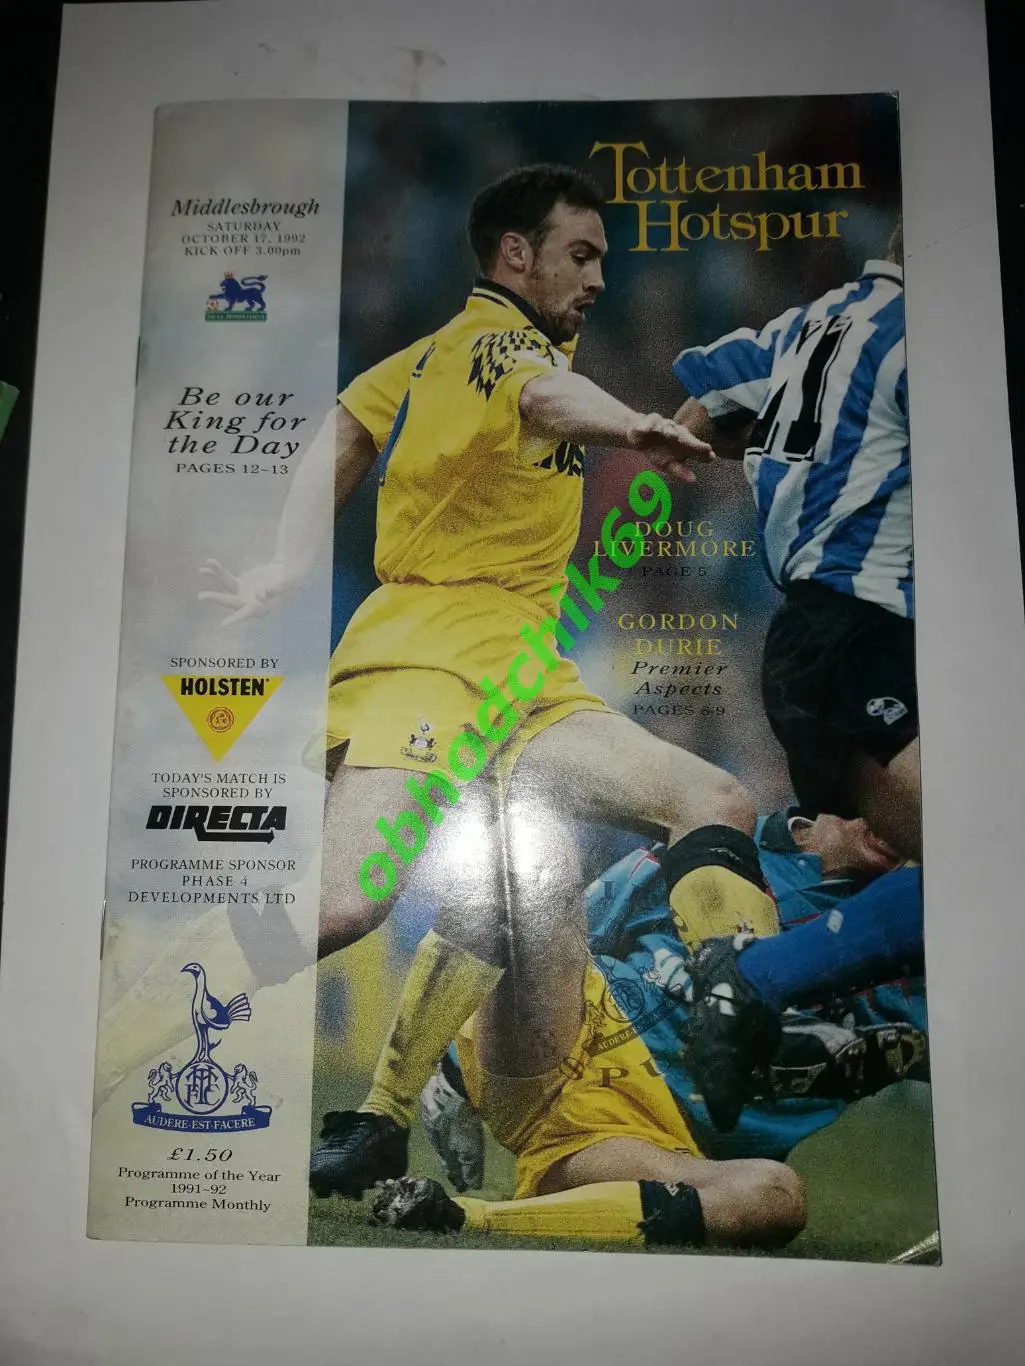 Tottenham
Hotspur
Middlesbrough
SATURDAY
OCTOBER 17, 1992
KICK-OFF 3.00pm
Be our
King for
the Day
PAGES 12-13
11
DOUG
LIVERMORE
PAGE 5
GORDON
DURIE
Premier
Aspects
PAGES 8-9
SPONSORED BY
HOLSTEN
TODAY'S MATCH IS
SPONSORED BY
DIRECTA
PROGRAMME SPONSOR
PHASE 4
DEVELOPMENTS LTD
AUDERE·EST·FACERE
£1.50
Programme of the Year
1991-92
Programme Monthly
obhodchik69